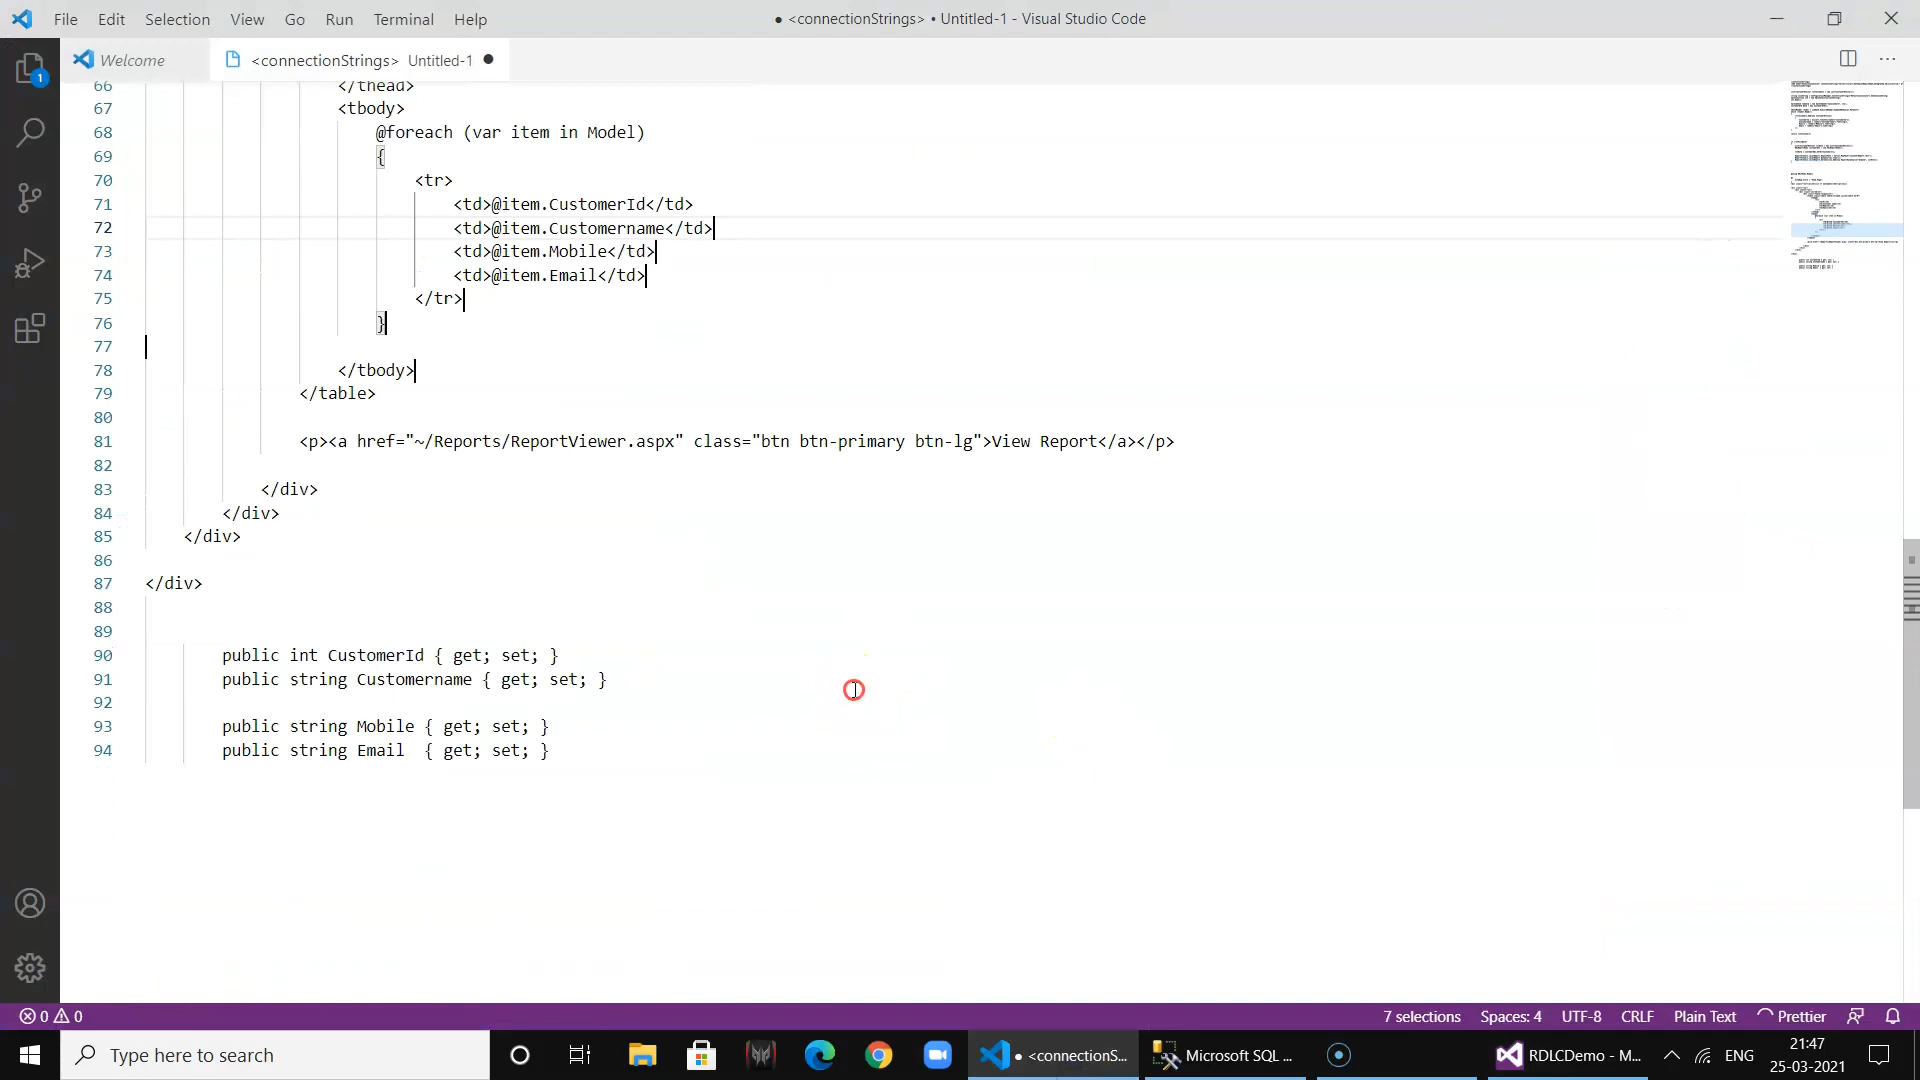 File Edit Selection View Go Run Terminal Help
● <connectionStrings> • Untitled-1 - Visual Studio Code
Welcome <connectionStrings> Untitled-1
66 </thead>
67 <tbody>
68 @foreach (var item in Model)
69 {
70 <tr>
71 <td>@item.CustomerId</td>
72 <td>@item.Customername</td>
73 <td>@item.Mobile</td>
74 <td>@item.Email</td>
75 </tr>
76 }
77
78 </tbody>
79 </table>
80
81 <p><a href="~/Reports/ReportViewer.aspx" class="btn btn-primary btn-lg">View Report</a></p>
82
83 </div>
84 </div>
85 </div>
86
87 </div>
88
89
90 public int CustomerId { get; set; }
91 public string Customername { get; set; }
92
93 public string Mobile { get; set; }
94 public string Email { get; set; }
1
0 0 7 selections Spaces: 4 UTF-8 CRLF Plain Text Prettier
Type here to search ● <connectionS... Microsoft SQL ... RDLCDemo - M... ENG
21:47
25-03-2021